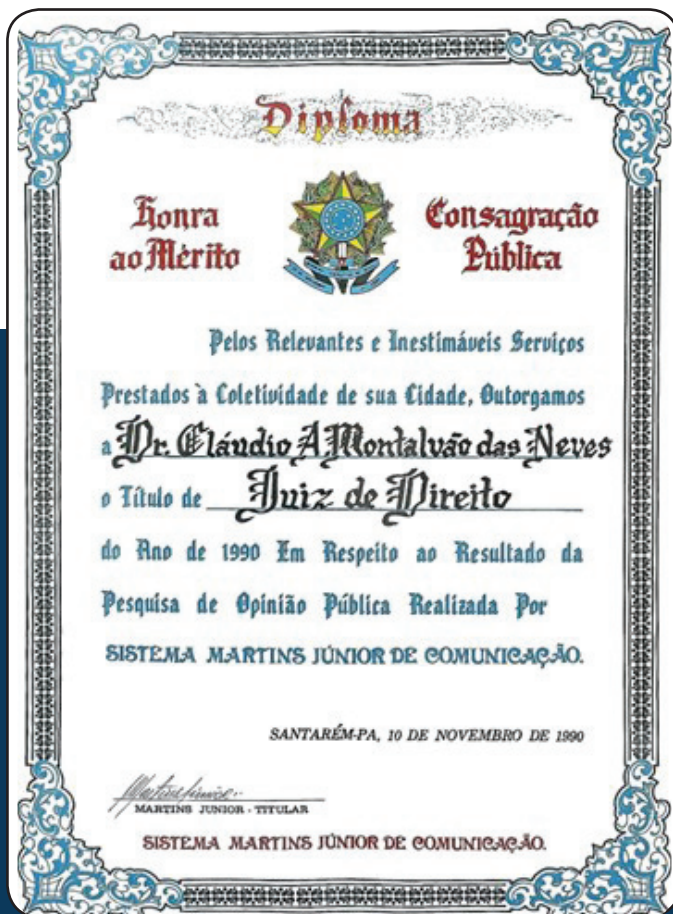 Diploma
Honra
ao Mérito
Consagração
Pública
Pelos Relevantes e Inestimáveis Serviços
Prestados à Coletividade de sua Cidade, Outorgamos
a Dr. Cláudio A Montalvão das Neves
o Título de Juiz de Direito
do Ano de 1990 Em Respeito ao Resultado da
Pesquisa de Opinião Pública Realizada Por
SISTEMA MARTINS JÚNIOR DE COMUNICAÇÃO.
SANTARÉM-PA, 10 DE NOVEMBRO DE 1990
Martins Junior
MARTINS JUNIOR - TITULAR
SISTEMA MARTINS JÚNIOR DE COMUNICAÇÃO.